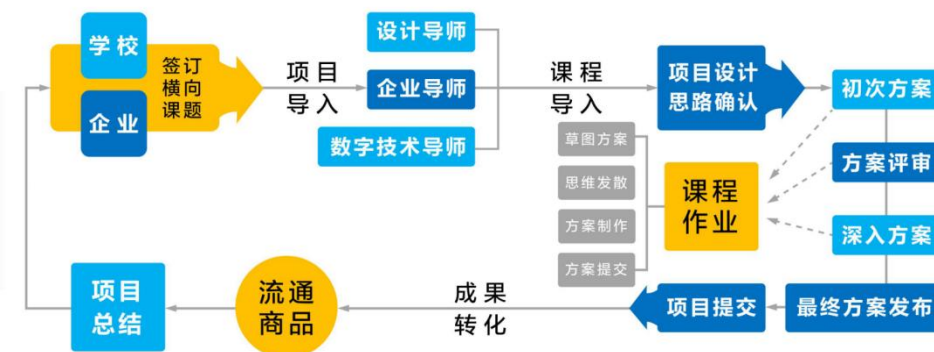 学校
企业
签订
横向
课题
项目
导入
设计导师
企业导师
数字技术导师
课程
导入
项目设计
思路确认
初次方案
方案评审
深入方案
最终方案发布
草图方案
思维发散
方案制作
方案提交
课程
作业
项目提交
成果
转化
流通
商品
项目
总结